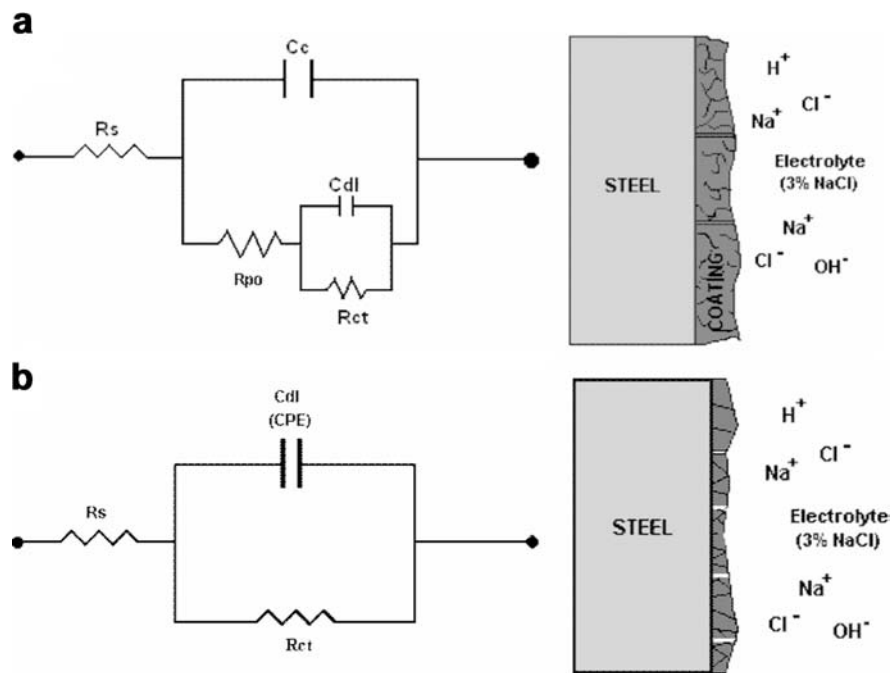 a
Cc
Rs
Cdl
Rpo
Rct
STEEL
COATING
H+
Cl -
Na+
Electrolyte
(3% NaCl)
Na+
Cl -
OH-
b
Cdl
(CPE)
Rs
Rct
STEEL
H+
Cl -
Na+
Electrolyte
(3% NaCl)
Na+
Cl -
OH-